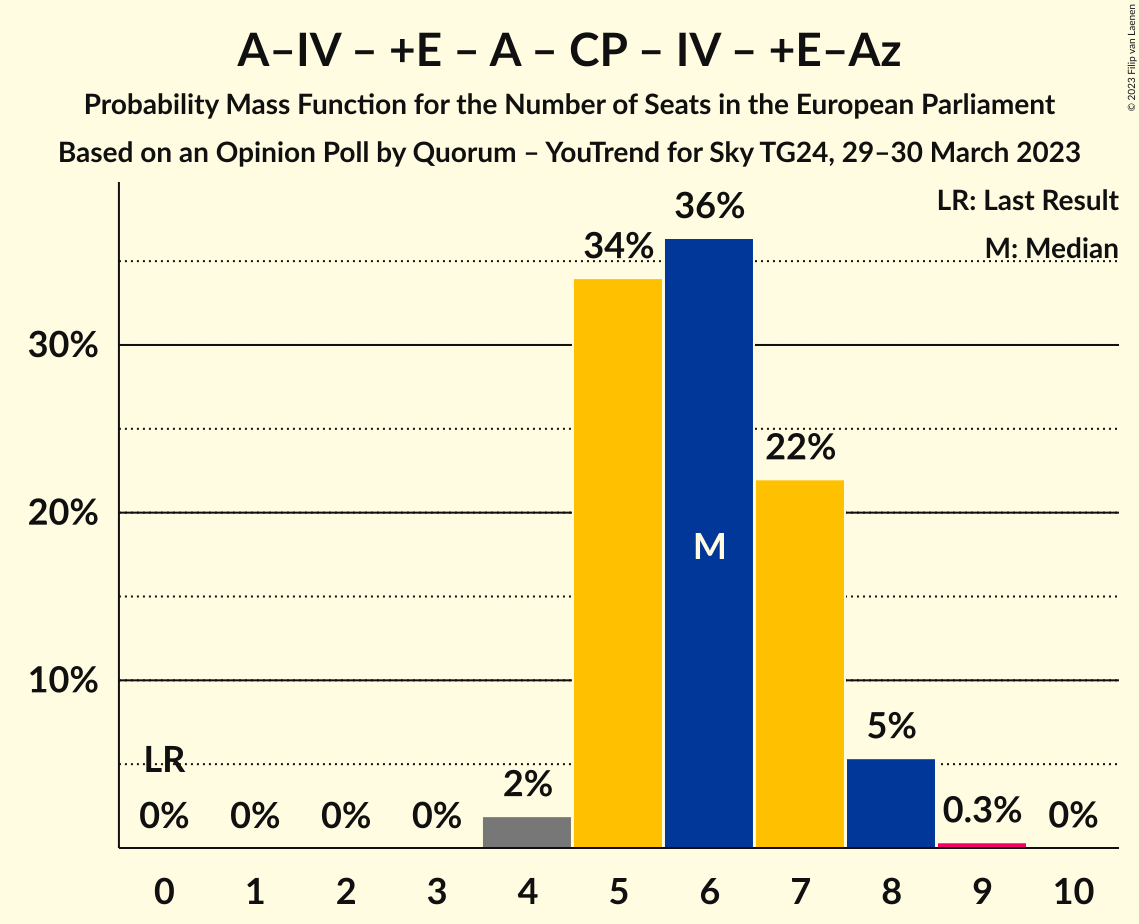 A–IV – +E – A – CP – IV – +E–Az
Probability Mass Function for the Number of Seats in the European Parliament
Based on an Opinion Poll by Quorum – YouTrend for Sky TG24, 29–30 March 2023
© 2023 Filip van Laenen
LR: Last Result
M: Median
36%
34%
30%
22%
20%
M
10%
5%
LR
2%
0% 0% 0% 0% 0.3% 0%
0 1 2 3 4 5 6 7 8 9 10